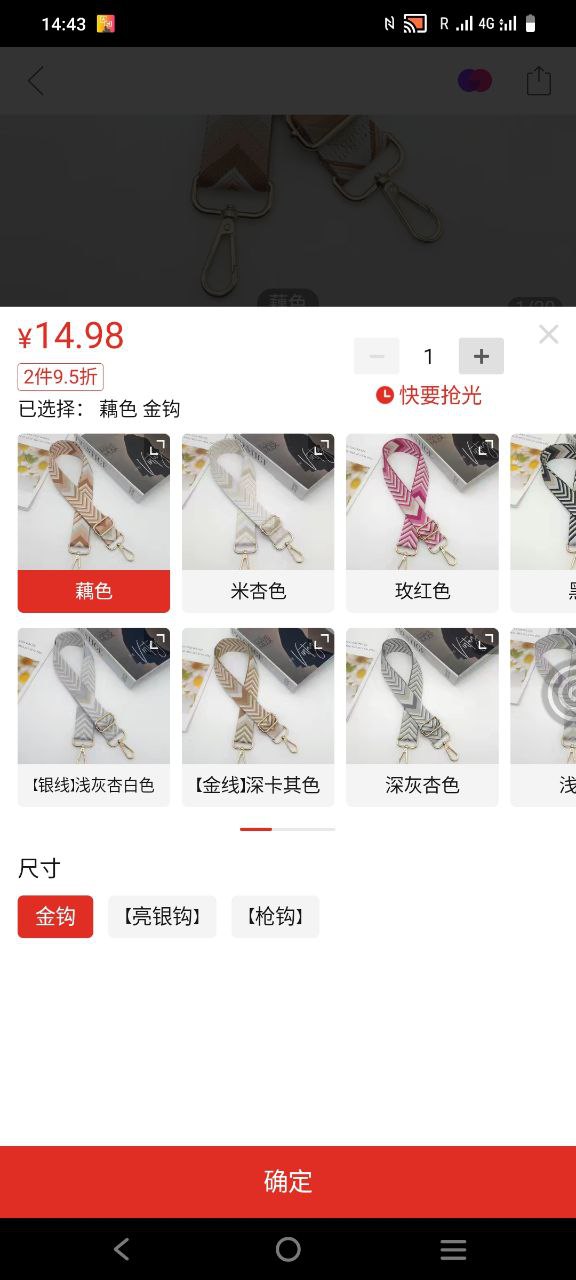 14:43
R
4G
藕色
1/20
¥14.98
1
2件9.5折
快要抢光
已选择： 藕色 金钩
藕色
米杏色
玫红色
【银线】浅灰杏白色
【金线】深卡其色
深灰杏色
浅
尺寸
金钩
【亮银钩】
【枪钩】
确定